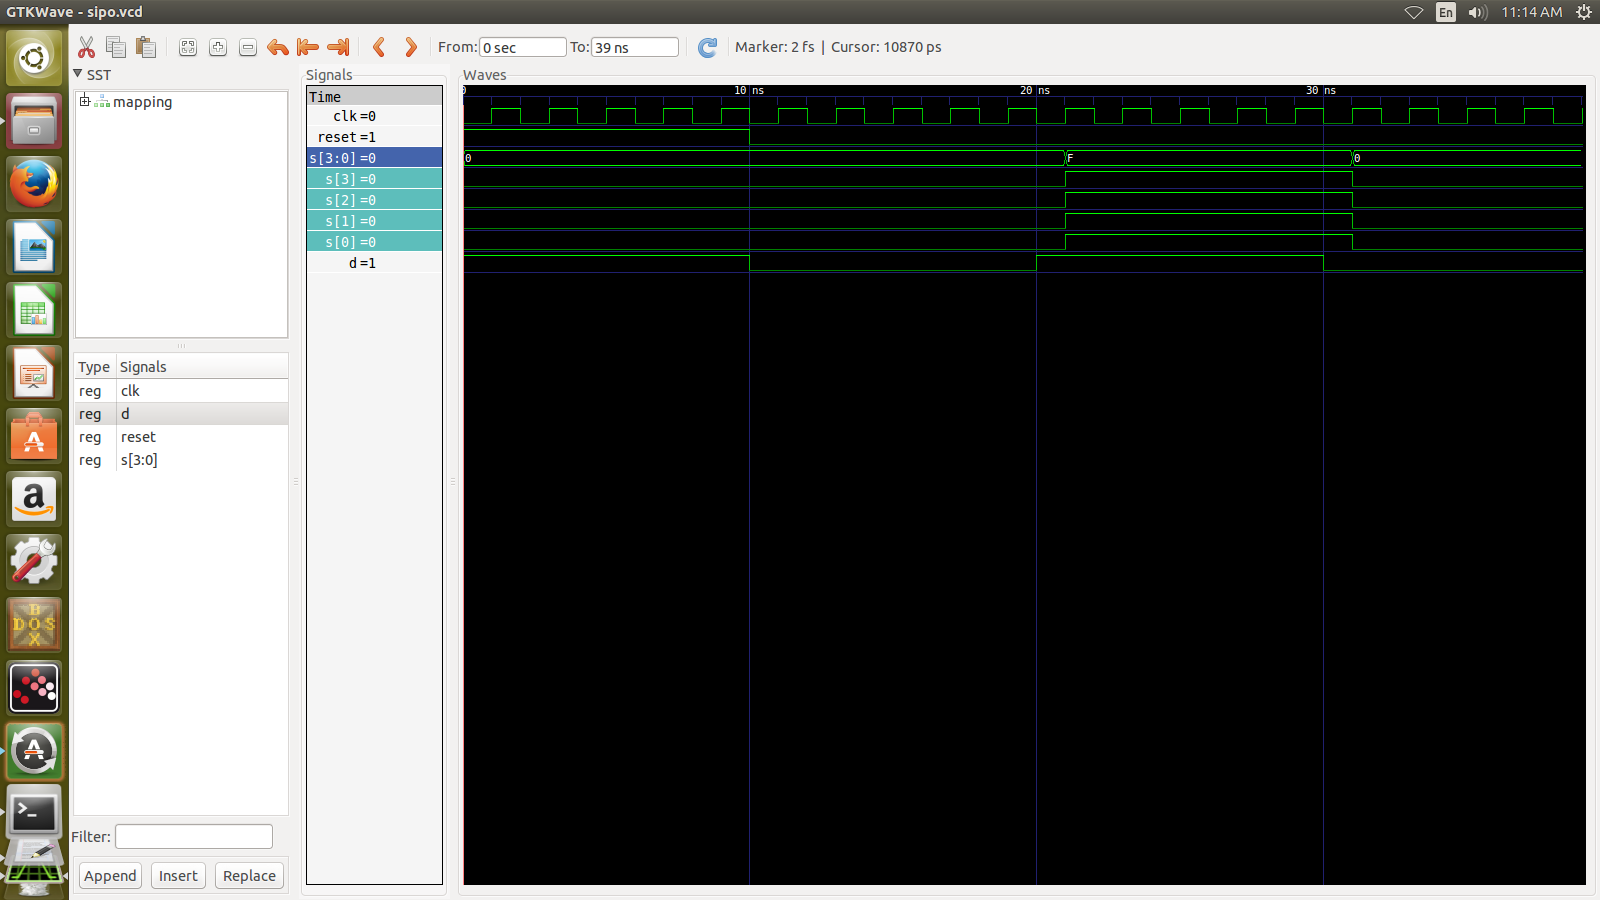 GTKWave - sipo.vcd
En
11:14 AM
From: 0 sec To: 39 ns Marker: 2 fs | Cursor: 10870 ps
SST
mapping
Type Signals
reg clk
reg d
reg reset
reg s[3:0]
Filter:
Append Insert Replace
Signals
Time
clk =0
reset =1
s[3:0] =0
s[3] =0
s[2] =0
s[1] =0
s[0] =0
d =1
Waves
0 10 ns 20 ns 30 ns
0 F 0
a
BOX
DOS